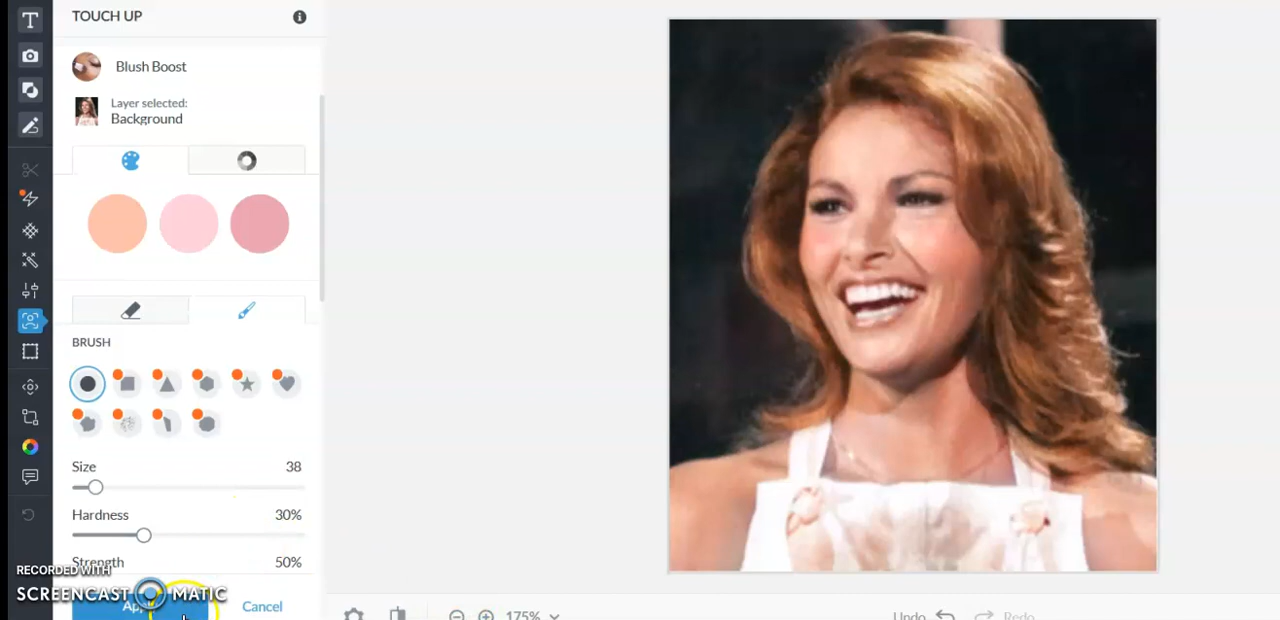 TOUCH UP
Blush Boost
Layer selected:
Background
BRUSH
Size 38
Hardness 30%
Strength 50%
RECORDED WITH
SCREENCAST MATIC
Cancel
175%
Undo
Redo